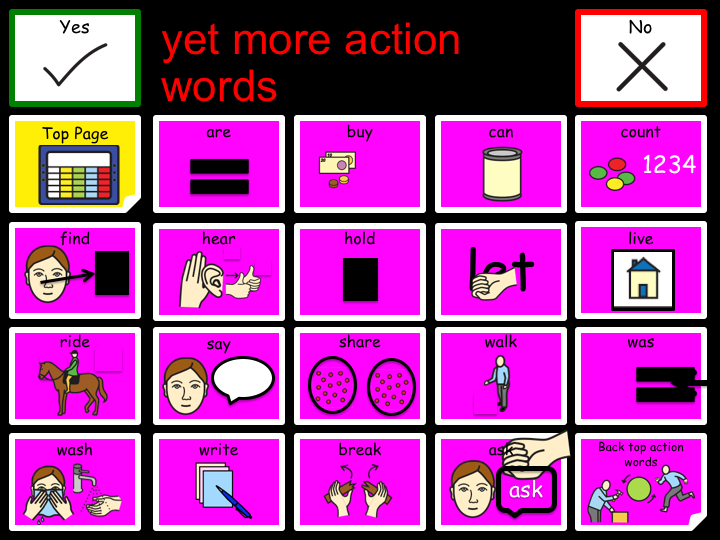 Yes
yet more action
words
No
Top Page
are
buy
can
count
1234
find
hear
hold
let
live
ride
say
share
walk
was
wash
write
break
ask
ask
Back top action
words